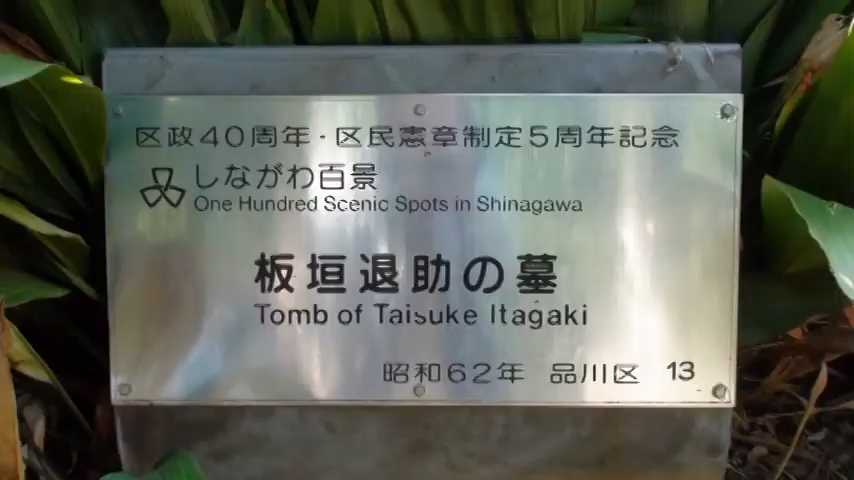 区政40周年・区民憲章制定5周年記念
しながわ百景
One Hundred Scenic Spots in Shinagawa
板垣退助の墓
Tomb of Taisuke Itagaki
昭和62年 品川区 13